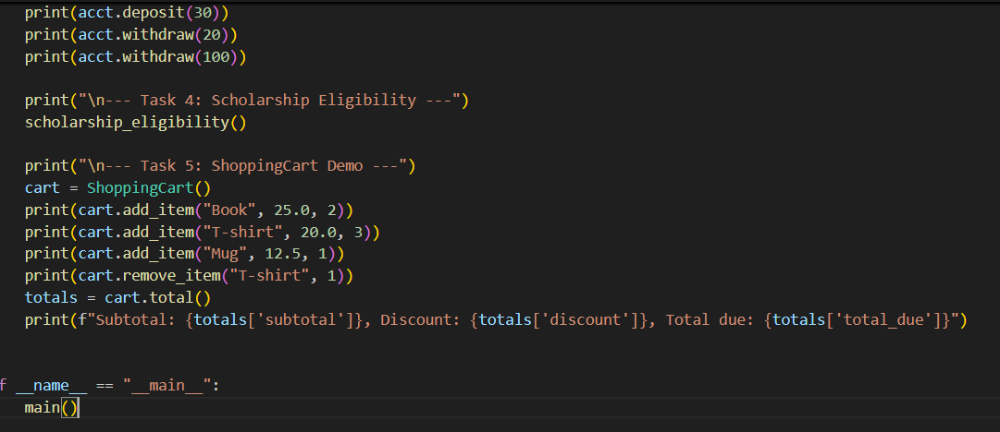 print(acct.deposit(30))
print(acct.withdraw(20))
print(acct.withdraw(100))
print("\n--- Task 4: Scholarship Eligibility ---")
scholarship_eligibility()
print("\n--- Task 5: ShoppingCart Demo ---")
cart = ShoppingCart()
print(cart.add_item("Book", 25.0, 2))
print(cart.add_item("T-shirt", 20.0, 3))
print(cart.add_item("Mug", 12.5, 1))
print(cart.remove_item("T-shirt", 1))
totals = cart.total()
print(f"Subtotal: {totals['subtotal']}, Discount: {totals['discount']}, Total due: {totals['total_due']}")
f __name__ == "__main__":
main()